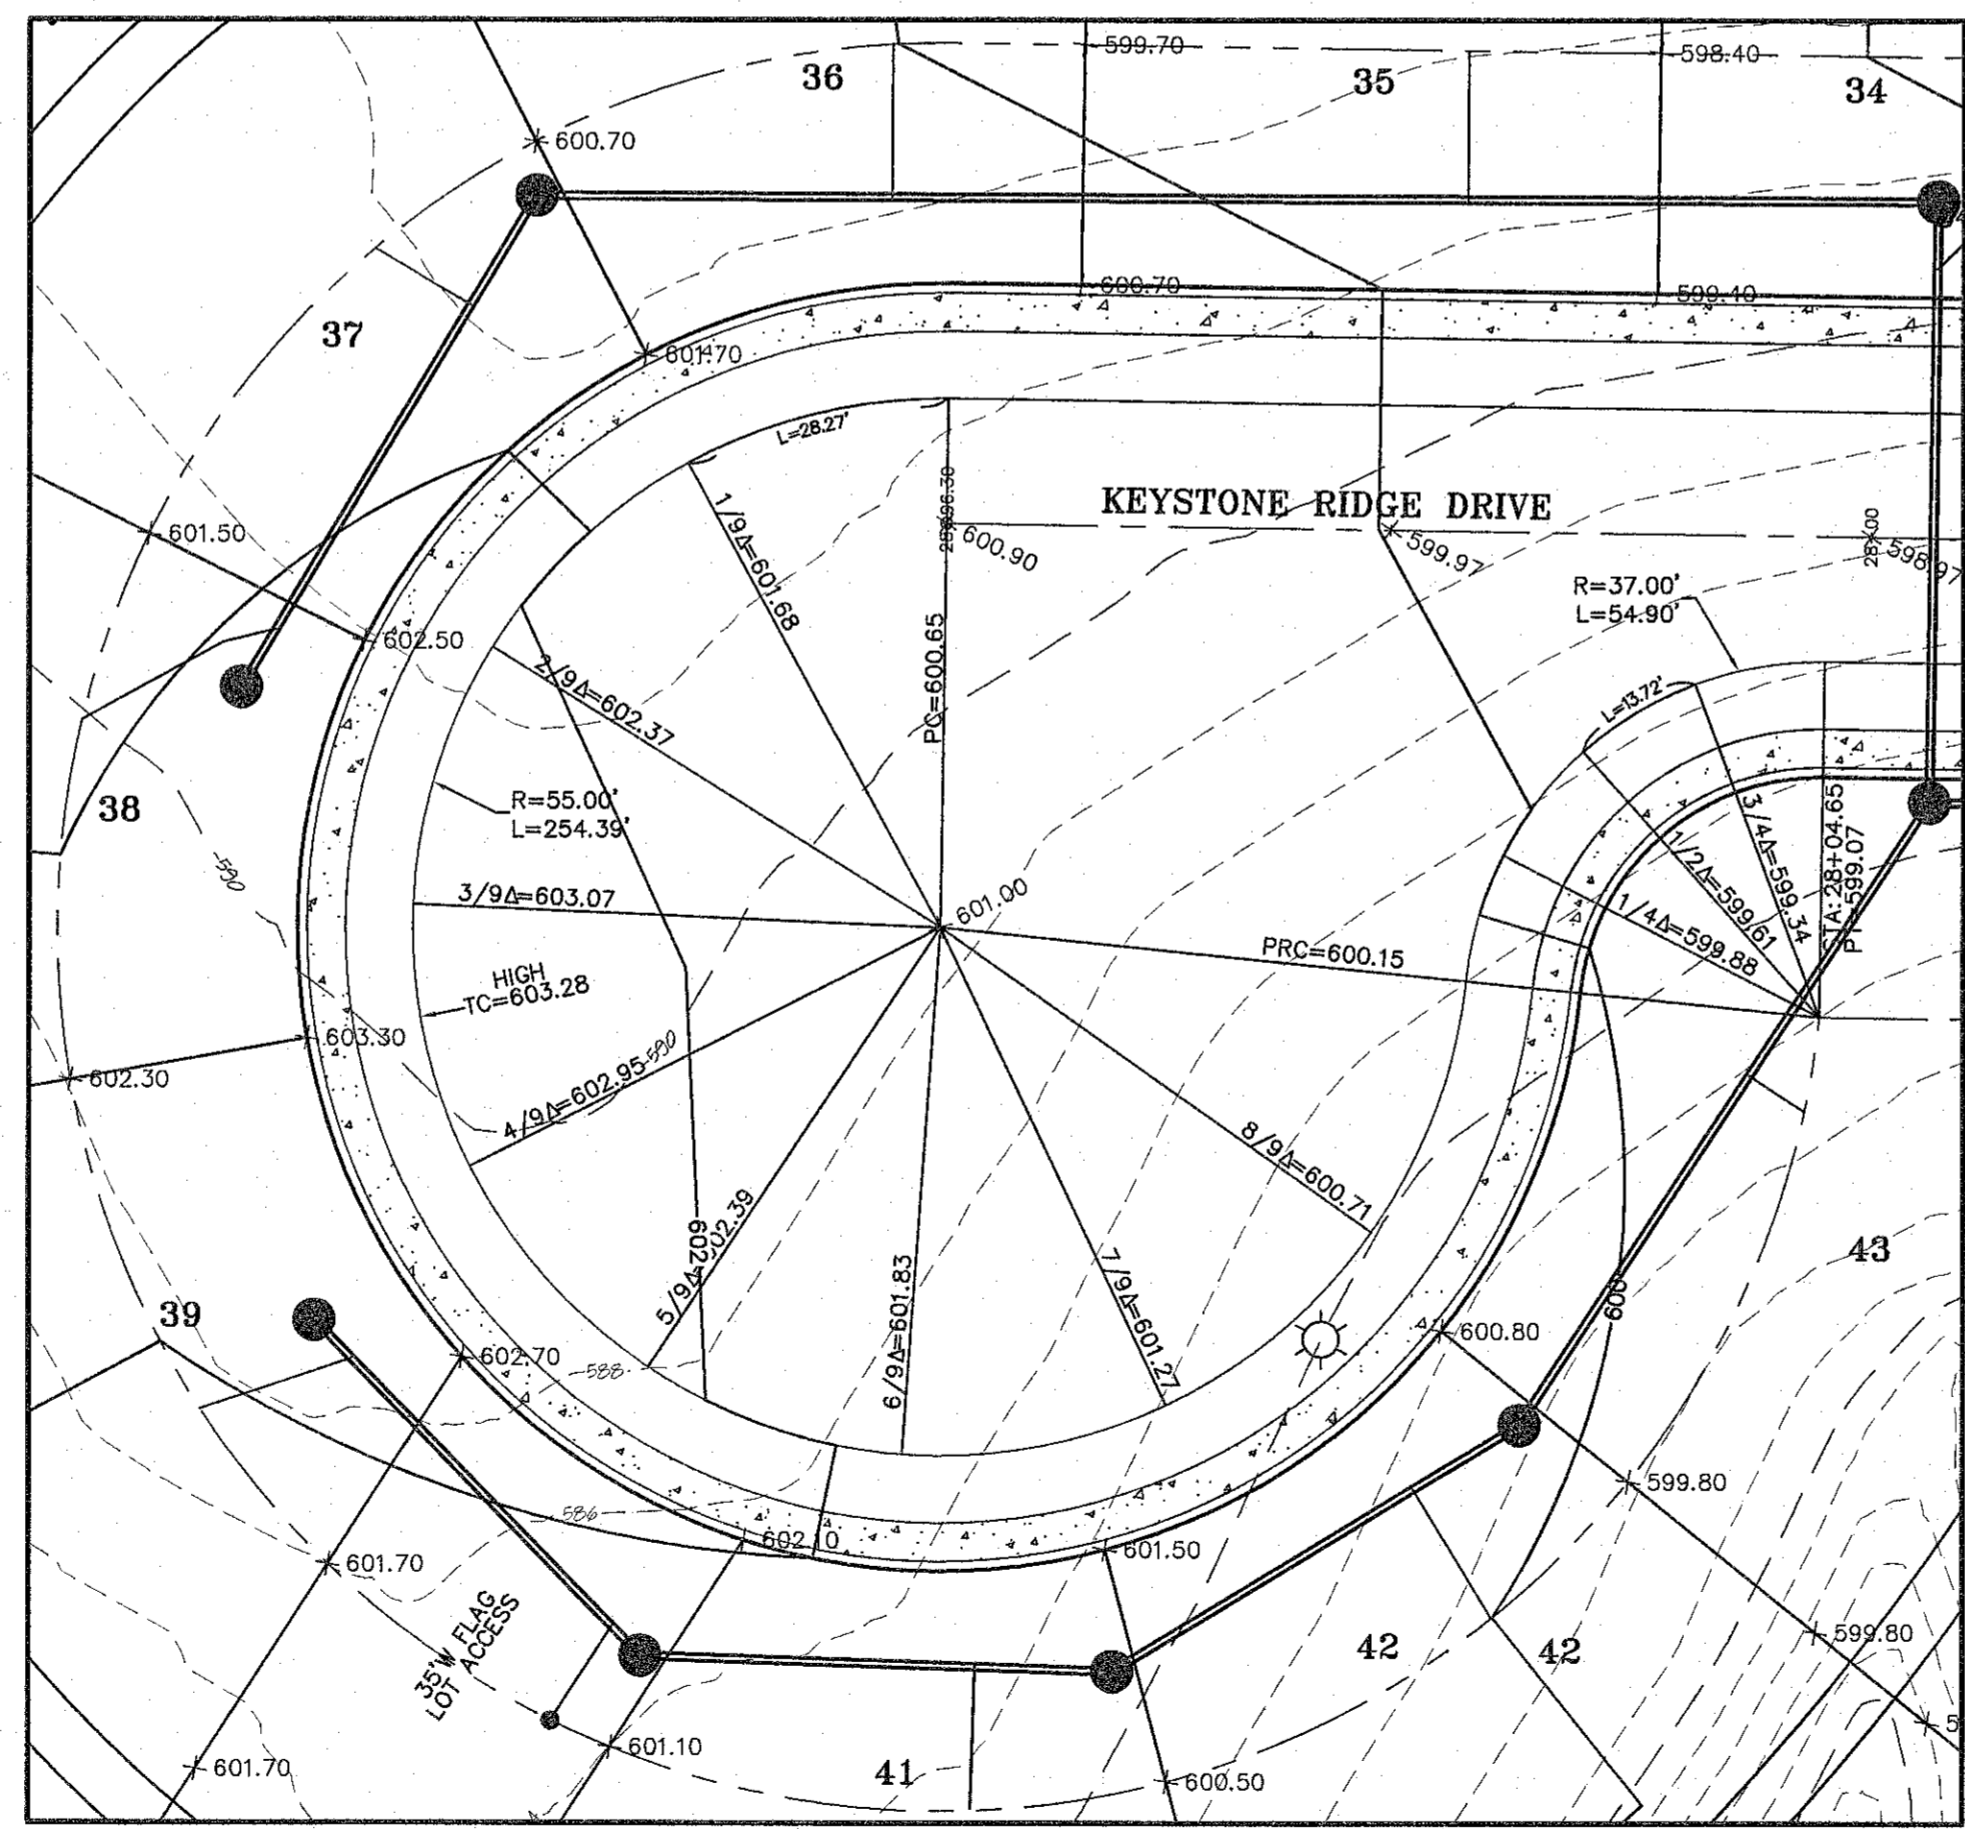 599.70
598.40
36
35
34
600.70
600.70
599.40
37
601.70
L=28.27'
KEYSTONE RIDGE DRIVE
601.50
1/9Δ=601.68
600.90
599.97
28+00
R=37.00'
L=54.90'
602.50
PC=600.65
2/9Δ=602.37
L=13.72'
38
R=55.00'
L=254.39'
3/4Δ=599.34
1/2Δ=599.61
1/4Δ=599.88
STA: 28+04.65
PT=599.07
590
3/9Δ=603.07
601.00
PRC=600.15
HIGH
TC=603.28
603.30
602.30
590
4/9Δ=602.95
8/9Δ=600.71
602
6/9Δ=601.83
7/9Δ=601.27
43
600
39
600.80
602.70
588
599.80
586
602.10
601.50
601.70
35'W FLAG
LOT ACCESS
42
42
599.80
601.10
601.70
41
600.50